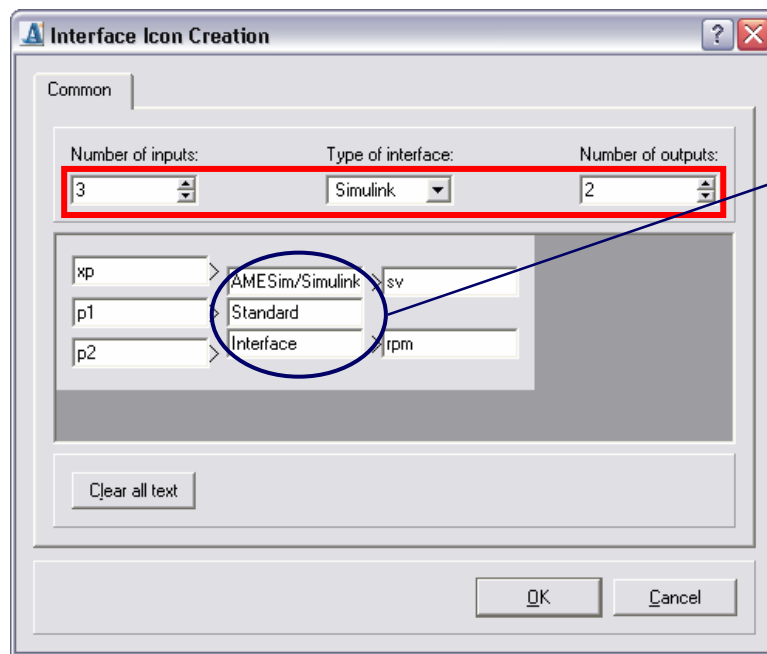 Interface Icon Creation
Common
Number of inputs: Type of interface: Number of outputs:
3 Simulink 2
xp > AMESim/Simulink > sv
p1 > Standard
p2 > Interface > rpm
Clear all text
OK Cancel